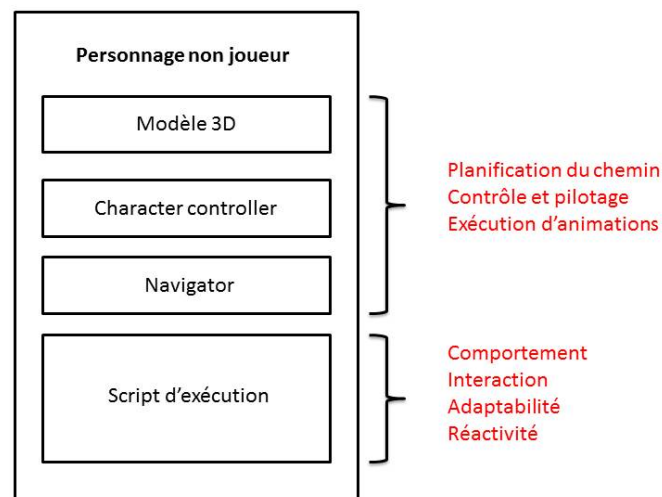 Personnage non joueur
Modèle 3D
Character controller
Navigator
Planification du chemin
Contrôle et pilotage
Exécution d'animations
Script d'exécution
Comportement
Interaction
Adaptabilité
Réactivité